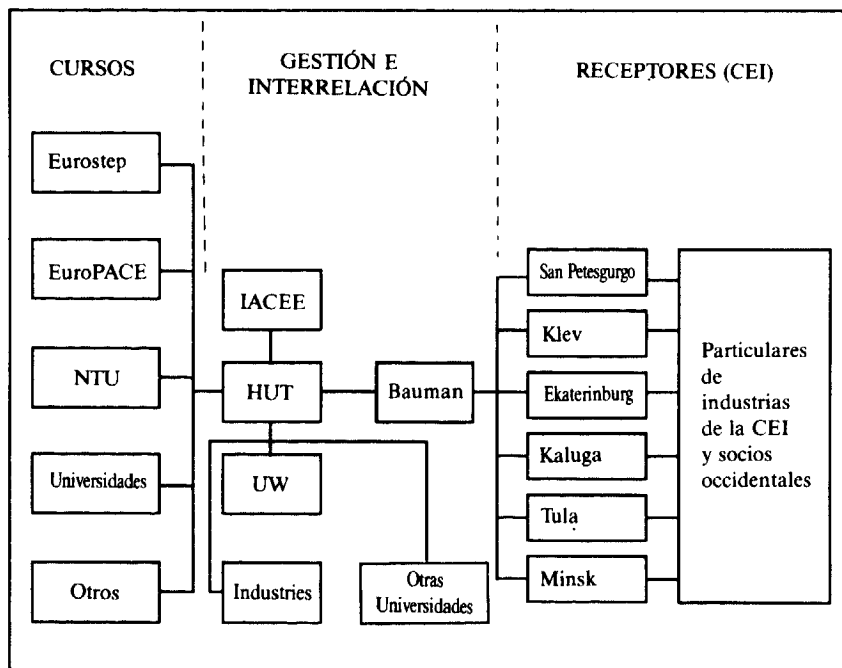 CURSOS
GESTIÓN E
INTERRELACIÓN
RECEPTORES (CEI)
Eurostep
EuroPACE
NTU
Universidades
Otros
IACEE
HUT
UW
Industries
Bauman
Otras
Universidades
San Petesgurgo
Klev
Ekaterinburg
Kaluga
Tula
Minsk
Particulares
de
industrias
de la CEI
y socios
occidentales